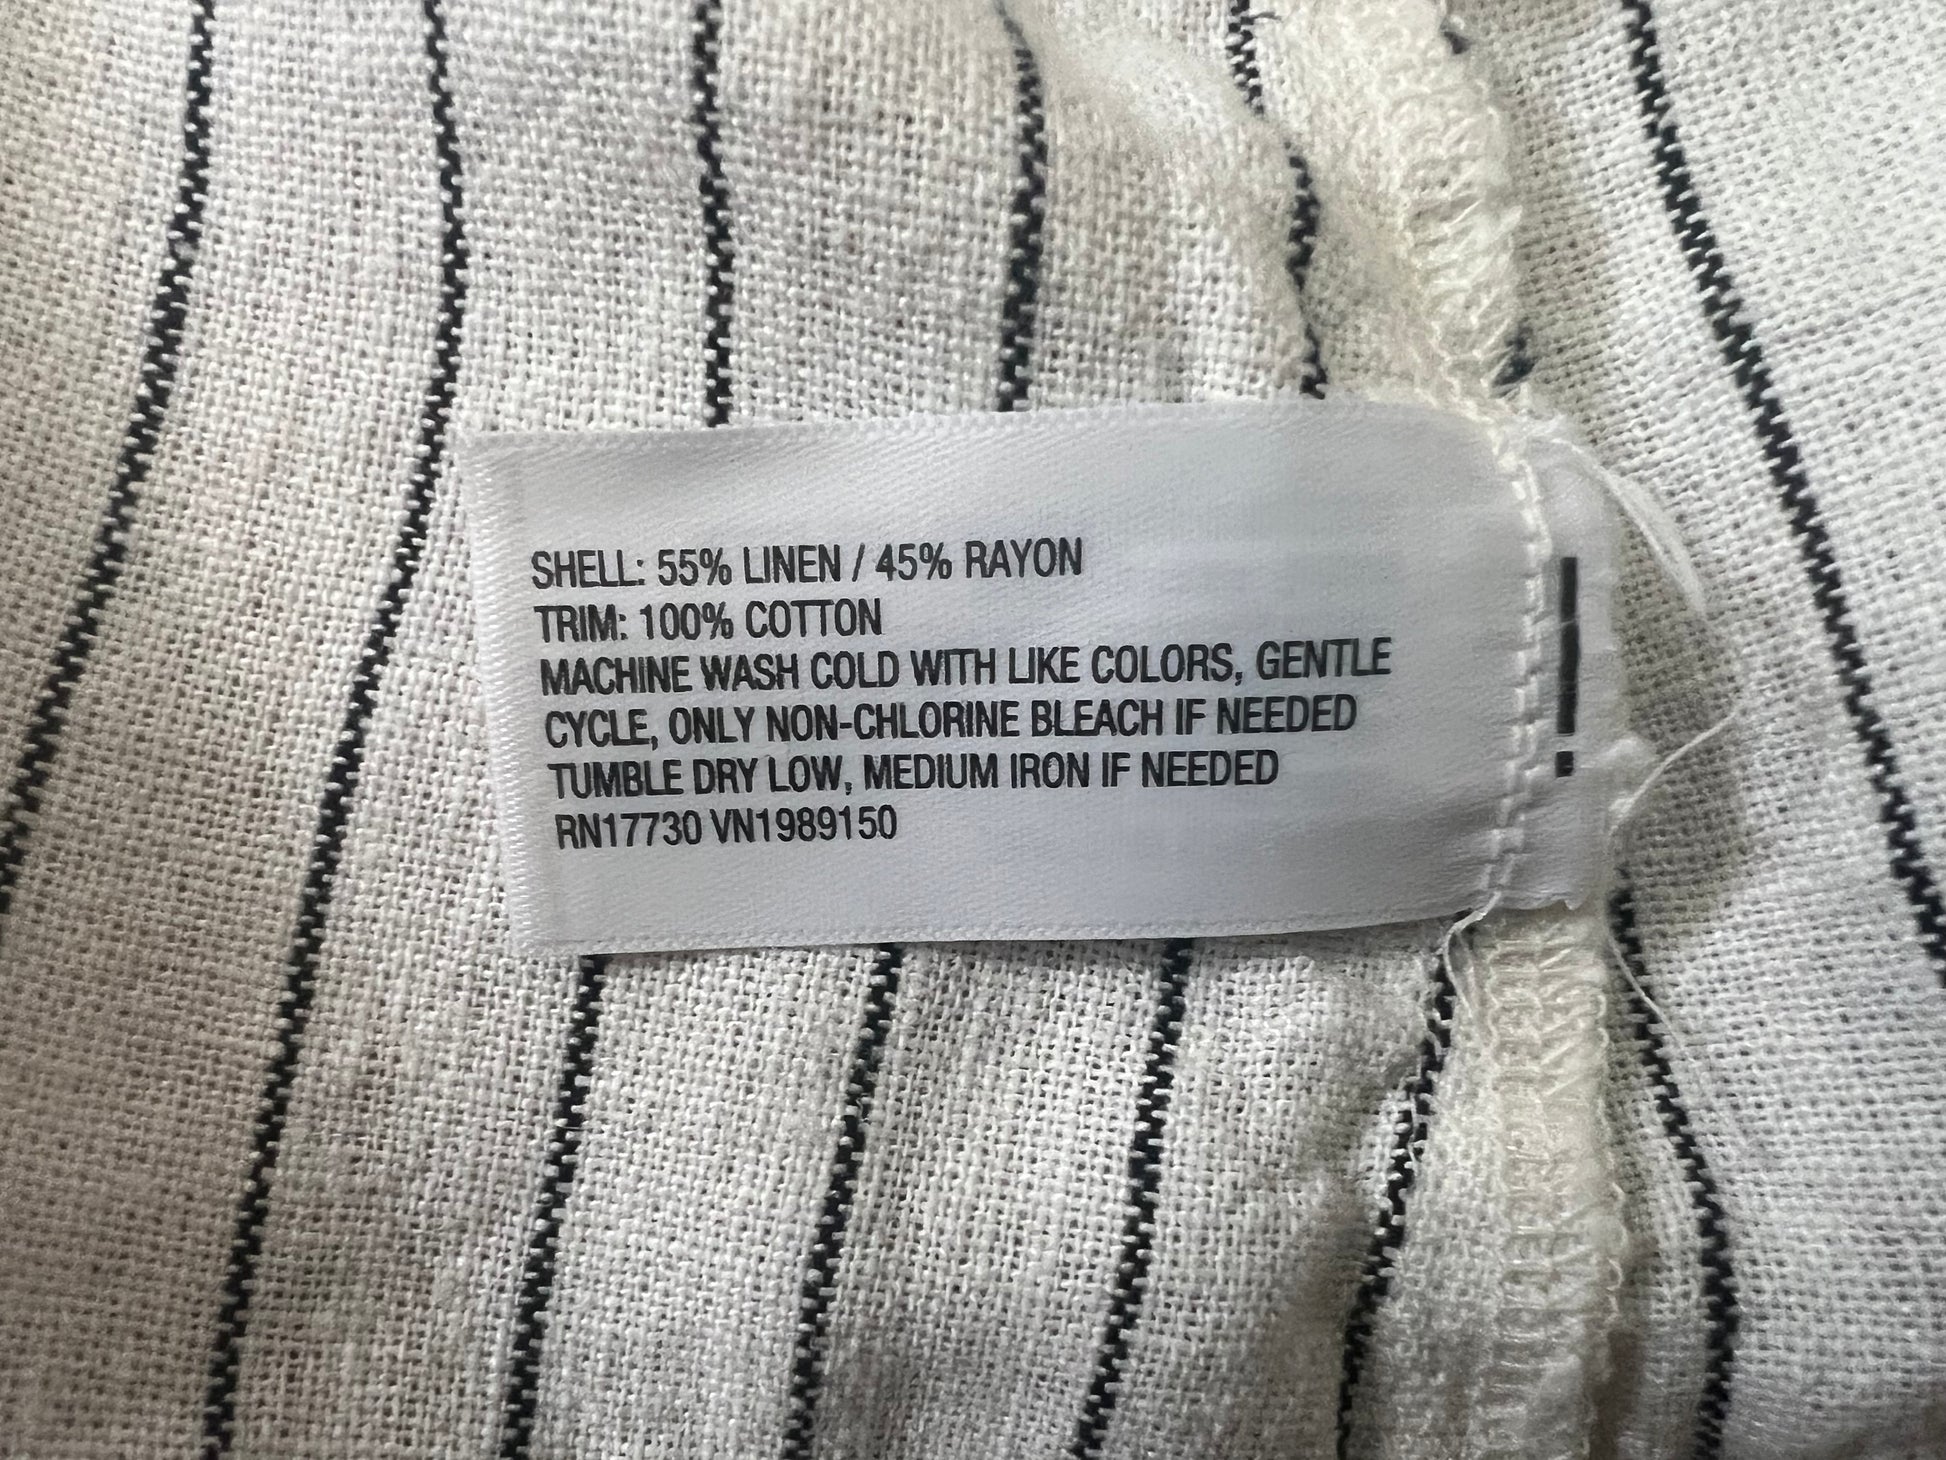 SHELL: 55% LINEN / 45% RAYON
TRIM: 100% COTTON
MACHINE WASH COLD WITH LIKE COLORS, GENTLE
CYCLE, ONLY NON-CHLORINE BLEACH IF NEEDED
TUMBLE DRY LOW, MEDIUM IRON IF NEEDED
RN17730 VN1989150